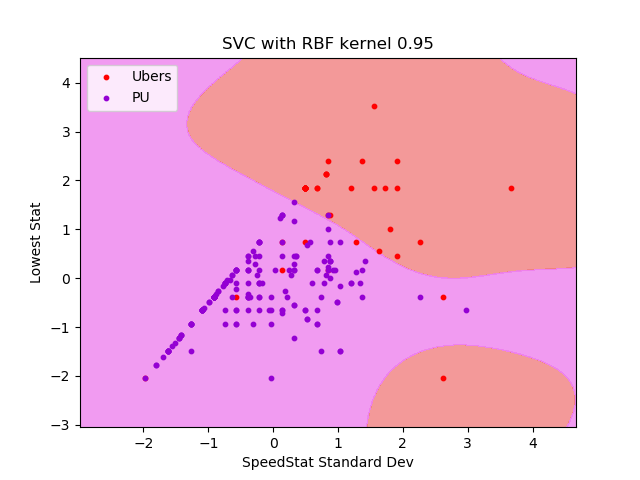 SVC with RBF kernel 0.95
Ubers
PU
4
3
2
1
0
−1
−2
−3
Lowest Stat
−2 −1 0 1 2 3 4
SpeedStat Standard Dev